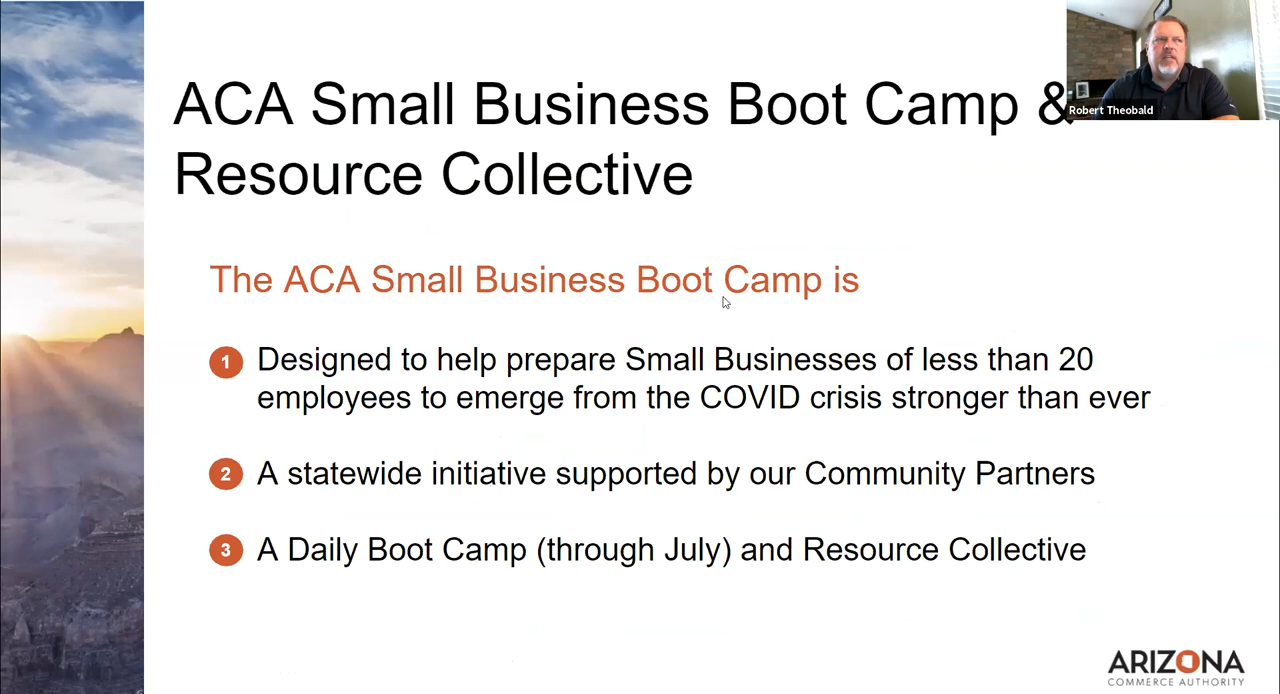 ACA Small Business Boot Camp &
Resource Collective
Robert Theobald
The ACA Small Business Boot Camp is
1 Designed to help prepare Small Businesses of less than 20
employees to emerge from the COVID crisis stronger than ever
2 A statewide initiative supported by our Community Partners
3 A Daily Boot Camp (through July) and Resource Collective
ARIZONA
COMMERCE AUTHORITY